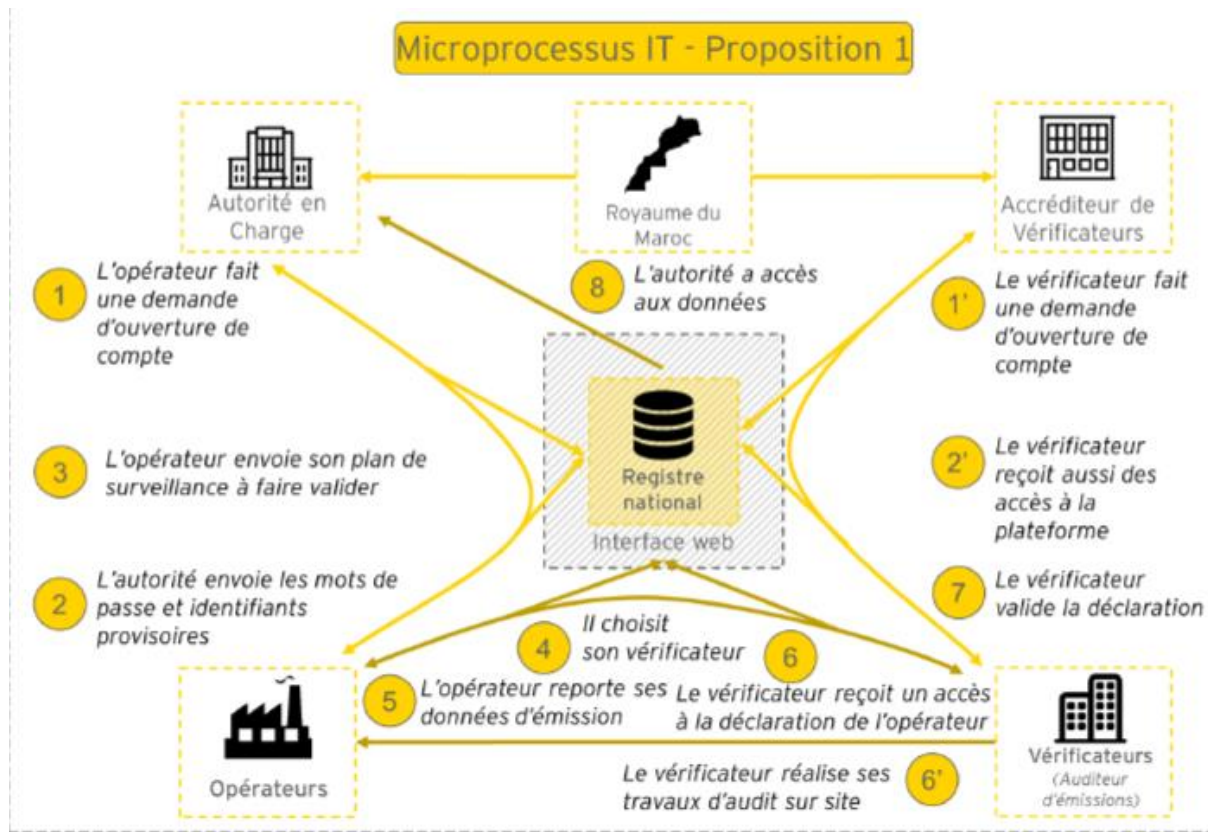 Microprocessus IT - Proposition 1
Autorité en
Charge
Royaume du
Maroc
Accréditeur de
Vérificateurs
1
L'opérateur fait
une demande
d'ouverture de
compte
8
L'autorité a accès
aux données
1'
Le vérificateur fait
une demande
d'ouverture de
compte
3
L'opérateur envoie son plan de
surveillance à faire valider
Registre
national
Interface web
2'
Le vérificateur
reçoit aussi des
accès à la
plateforme
2
L'autorité envoie les mots de
passe et identifiants
provisoires
7
Le vérificateur
valide la déclaration
4
Il choisit
son vérificateur
6
Le vérificateur reçoit un accès
à la déclaration de l'opérateur
5
L'opérateur reporte ses
données d'émission
Opérateurs
6'
Le vérificateur réalise ses
travaux d'audit sur site
Vérificateurs
(Auditeur
d'émissions)